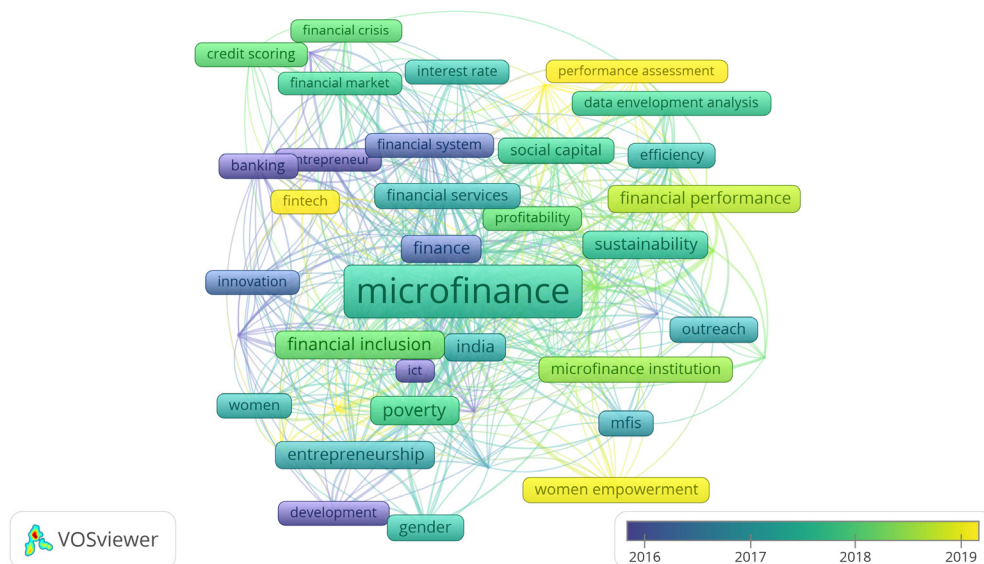 financial crisis
credit scoring
interest rate
performance assessment
financial market
data envelopment analysis
financial system
social capital
efficiency
banking
financial services
financial performance
fintech
profitability
finance
sustainability
innovation
microfinance
outreach
financial inclusion
india
ict
microfinance institution
women
poverty
mfis
entrepreneurship
women empowerment
development
gender
VOSviewer
2016
2017
2018
2019